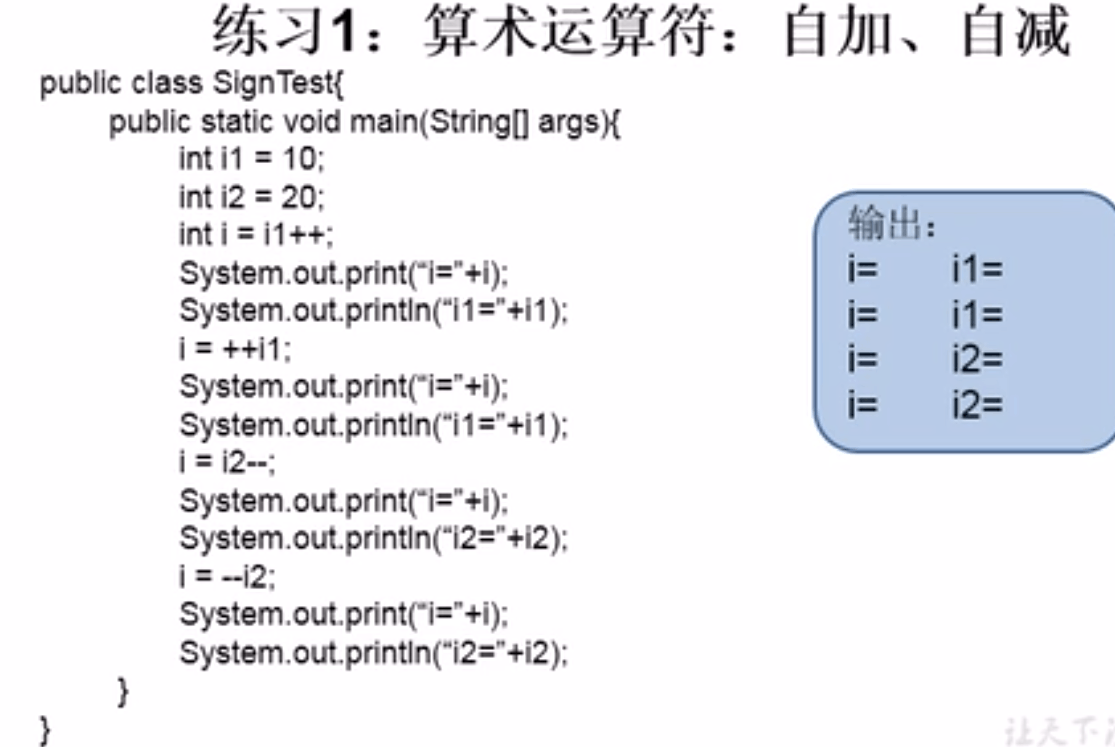 练习1：算术运算符：自加、自减
public class SignTest{
public static void main(String[] args){
int i1 = 10;
int i2 = 20;
int i = i1++;
System.out.print(“i=”+i);
System.out.println(“i1=”+i1);
i = ++i1;
System.out.print(“i=”+i);
System.out.println(“i1=”+i1);
i = i2--;
System.out.print(“i=”+i);
System.out.println(“i2=”+i2);
i = --i2;
System.out.print(“i=”+i);
System.out.println(“i2=”+i2);
}
}
输出：
i= i1=
i= i1=
i= i2=
i= i2=
让天下